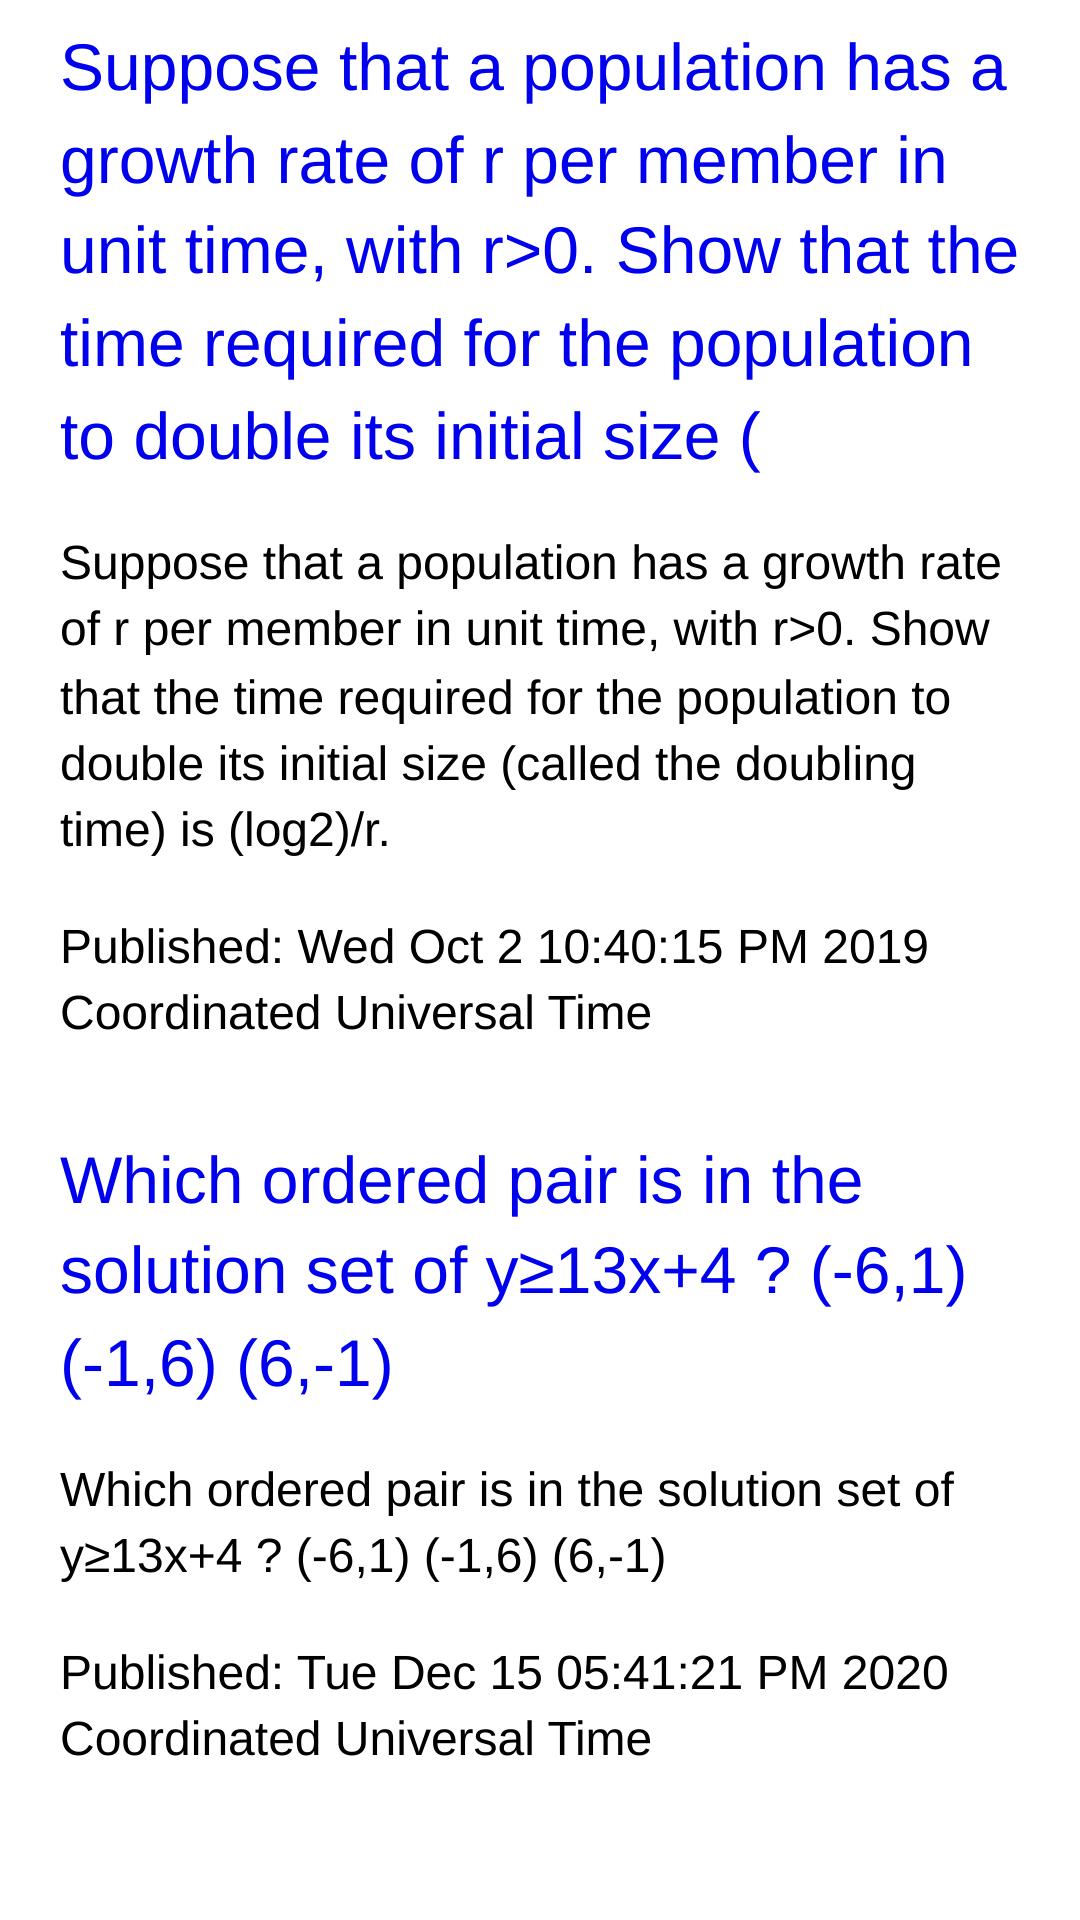 Suppose that a population has a
growth rate of r per member in
unit time, with r>0. Show that the
time required for the population
to double its initial size (
Suppose that a population has a growth rate
of r per member in unit time, with r>0. Show
that the time required for the population to
double its initial size (called the doubling
time) is (log2)/r.
Published: Wed Oct 2 10:40:15 PM 2019
Coordinated Universal Time
Which ordered pair is in the
solution set of y≥13x+4 ? (-6,1)
(-1,6) (6,-1)
Which ordered pair is in the solution set of
y≥13x+4 ? (-6,1) (-1,6) (6,-1)
Published: Tue Dec 15 05:41:21 PM 2020
Coordinated Universal Time